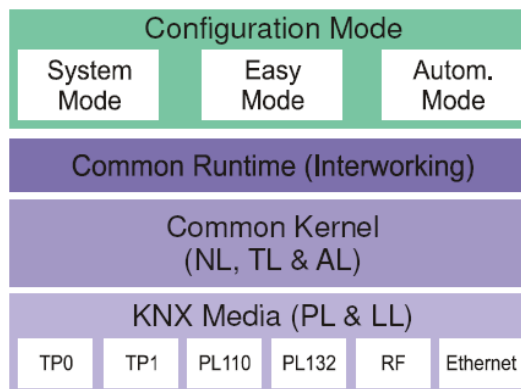 Configuration Mode
System Mode
Easy Mode
Autom. Mode
Common Runtime (Interworking)
Common Kernel
(NL, TL & AL)
KNX Media (PL & LL)
TP0 TP1 PL110 PL132 RF Ethernet